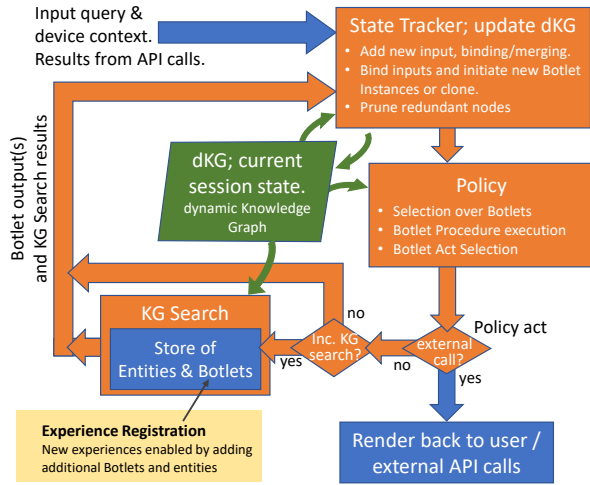 Input query &
device context.
Results from API calls.
State Tracker; update dKG
• Add new input, binding/merging.
• Bind inputs and initiate new Botlet
Instances or clone.
• Prune redundant nodes
Botlet output(s)
and KG Search results
dKG; current
session state.
dynamic Knowledge
Graph
Policy
• Selection over Botlets
• Botlet Procedure execution
• Botlet Act Selection
no
KG Search
Store of
Entities & Botlets
yes
Inc. KG
search?
no
external
call?
Policy act
yes
Experience Registration
New experiences enabled by adding
additional Botlets and entities
Render back to user /
external API calls